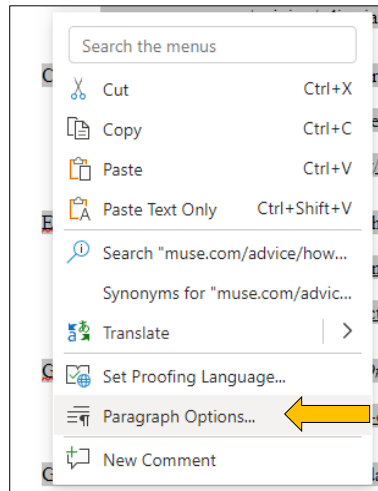 Search the menus
Cut Ctrl+X
Copy Ctrl+C
Paste Ctrl+V
Paste Text Only Ctrl+Shift+V
Search "muse.com/advice/how...
Synonyms for "muse.com/advic...
Translate
Set Proofing Language...
Paragraph Options...
New Comment